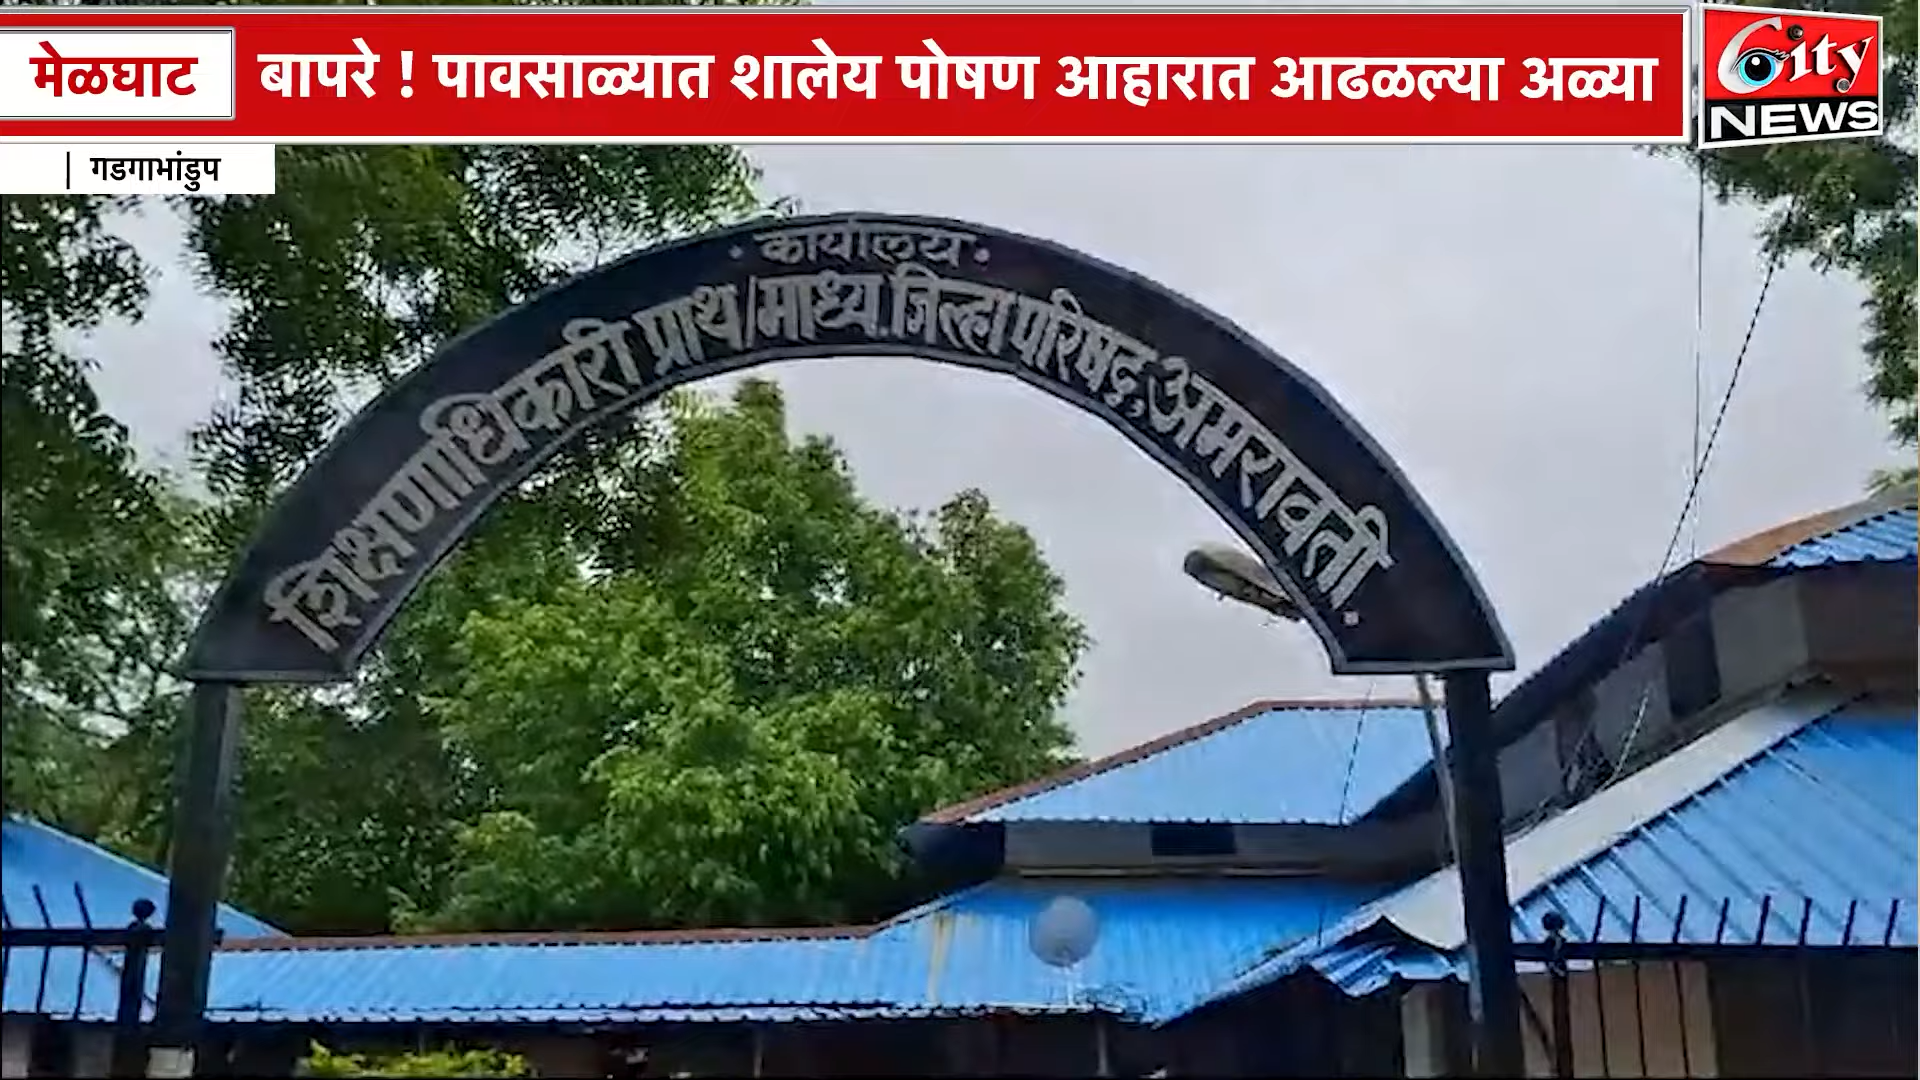 मेळघाट
बापरे ! पावसाळ्यात शालेय पोषण आहारात आढळल्या अळ्या
City
NEWS
| गडगाभांडुप
· कार्यालय ·
शिक्षणाधिकारी प्राथ/माध्य.जिल्हा परिषद,अमरावती.